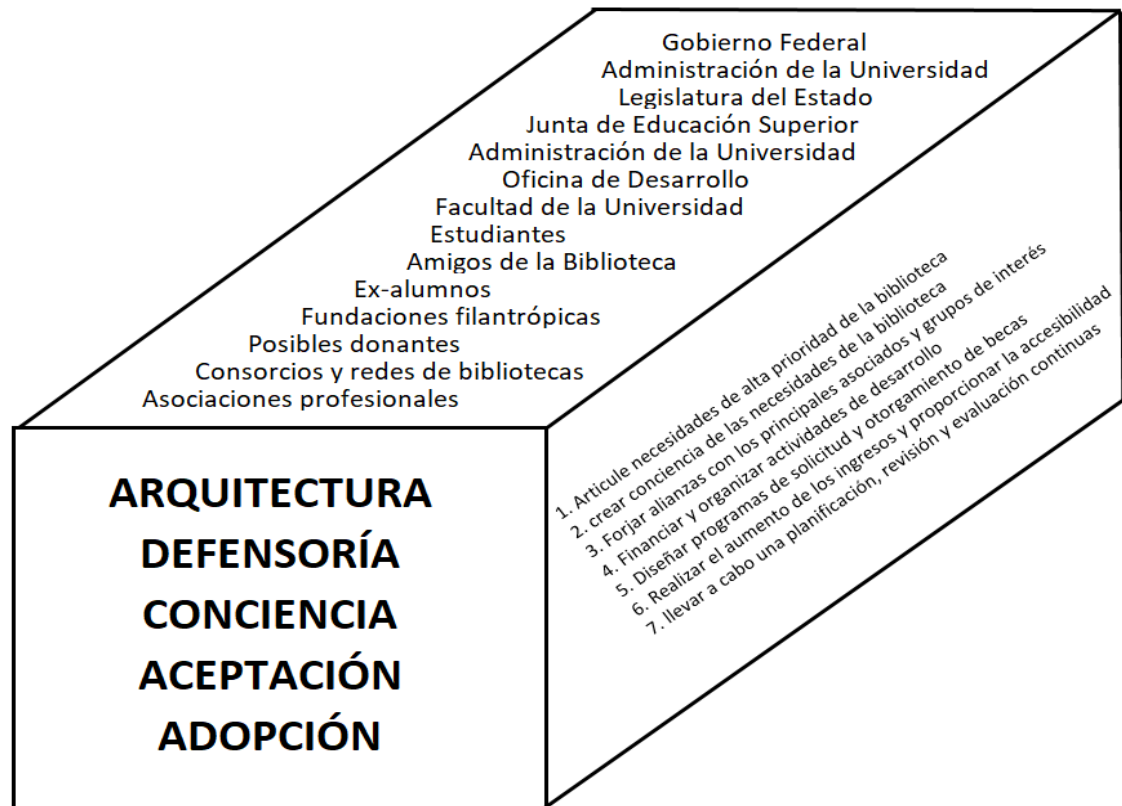 Gobierno Federal
Administración de la Universidad
Legislatura del Estado
Junta de Educación Superior
Administración de la Universidad
Oficina de Desarrollo
Facultad de la Universidad
Estudiantes
Amigos de la Biblioteca
Ex-alumnos
Fundaciones filantrópicas
Posibles donantes
Consorcios y redes de bibliotecas
Asociaciones profesionales
ARQUITECTURA
DEFENSORÍA
CONCIENCIA
ACEPTACIÓN
ADOPCIÓN
1. Articule necesidades de alta prioridad de la biblioteca
2. crear conciencia de las necesidades de la biblioteca
3. Forjar alianzas con los principales asociados y grupos de interés
4. Financiar y organizar actividades de desarrollo
5. Diseñar programas de solicitud y otorgamiento de becas
6. Realizar el aumento de los ingresos y proporcionar la accesibilidad
7. llevar a cabo una planificación, revisión y evaluación continuas